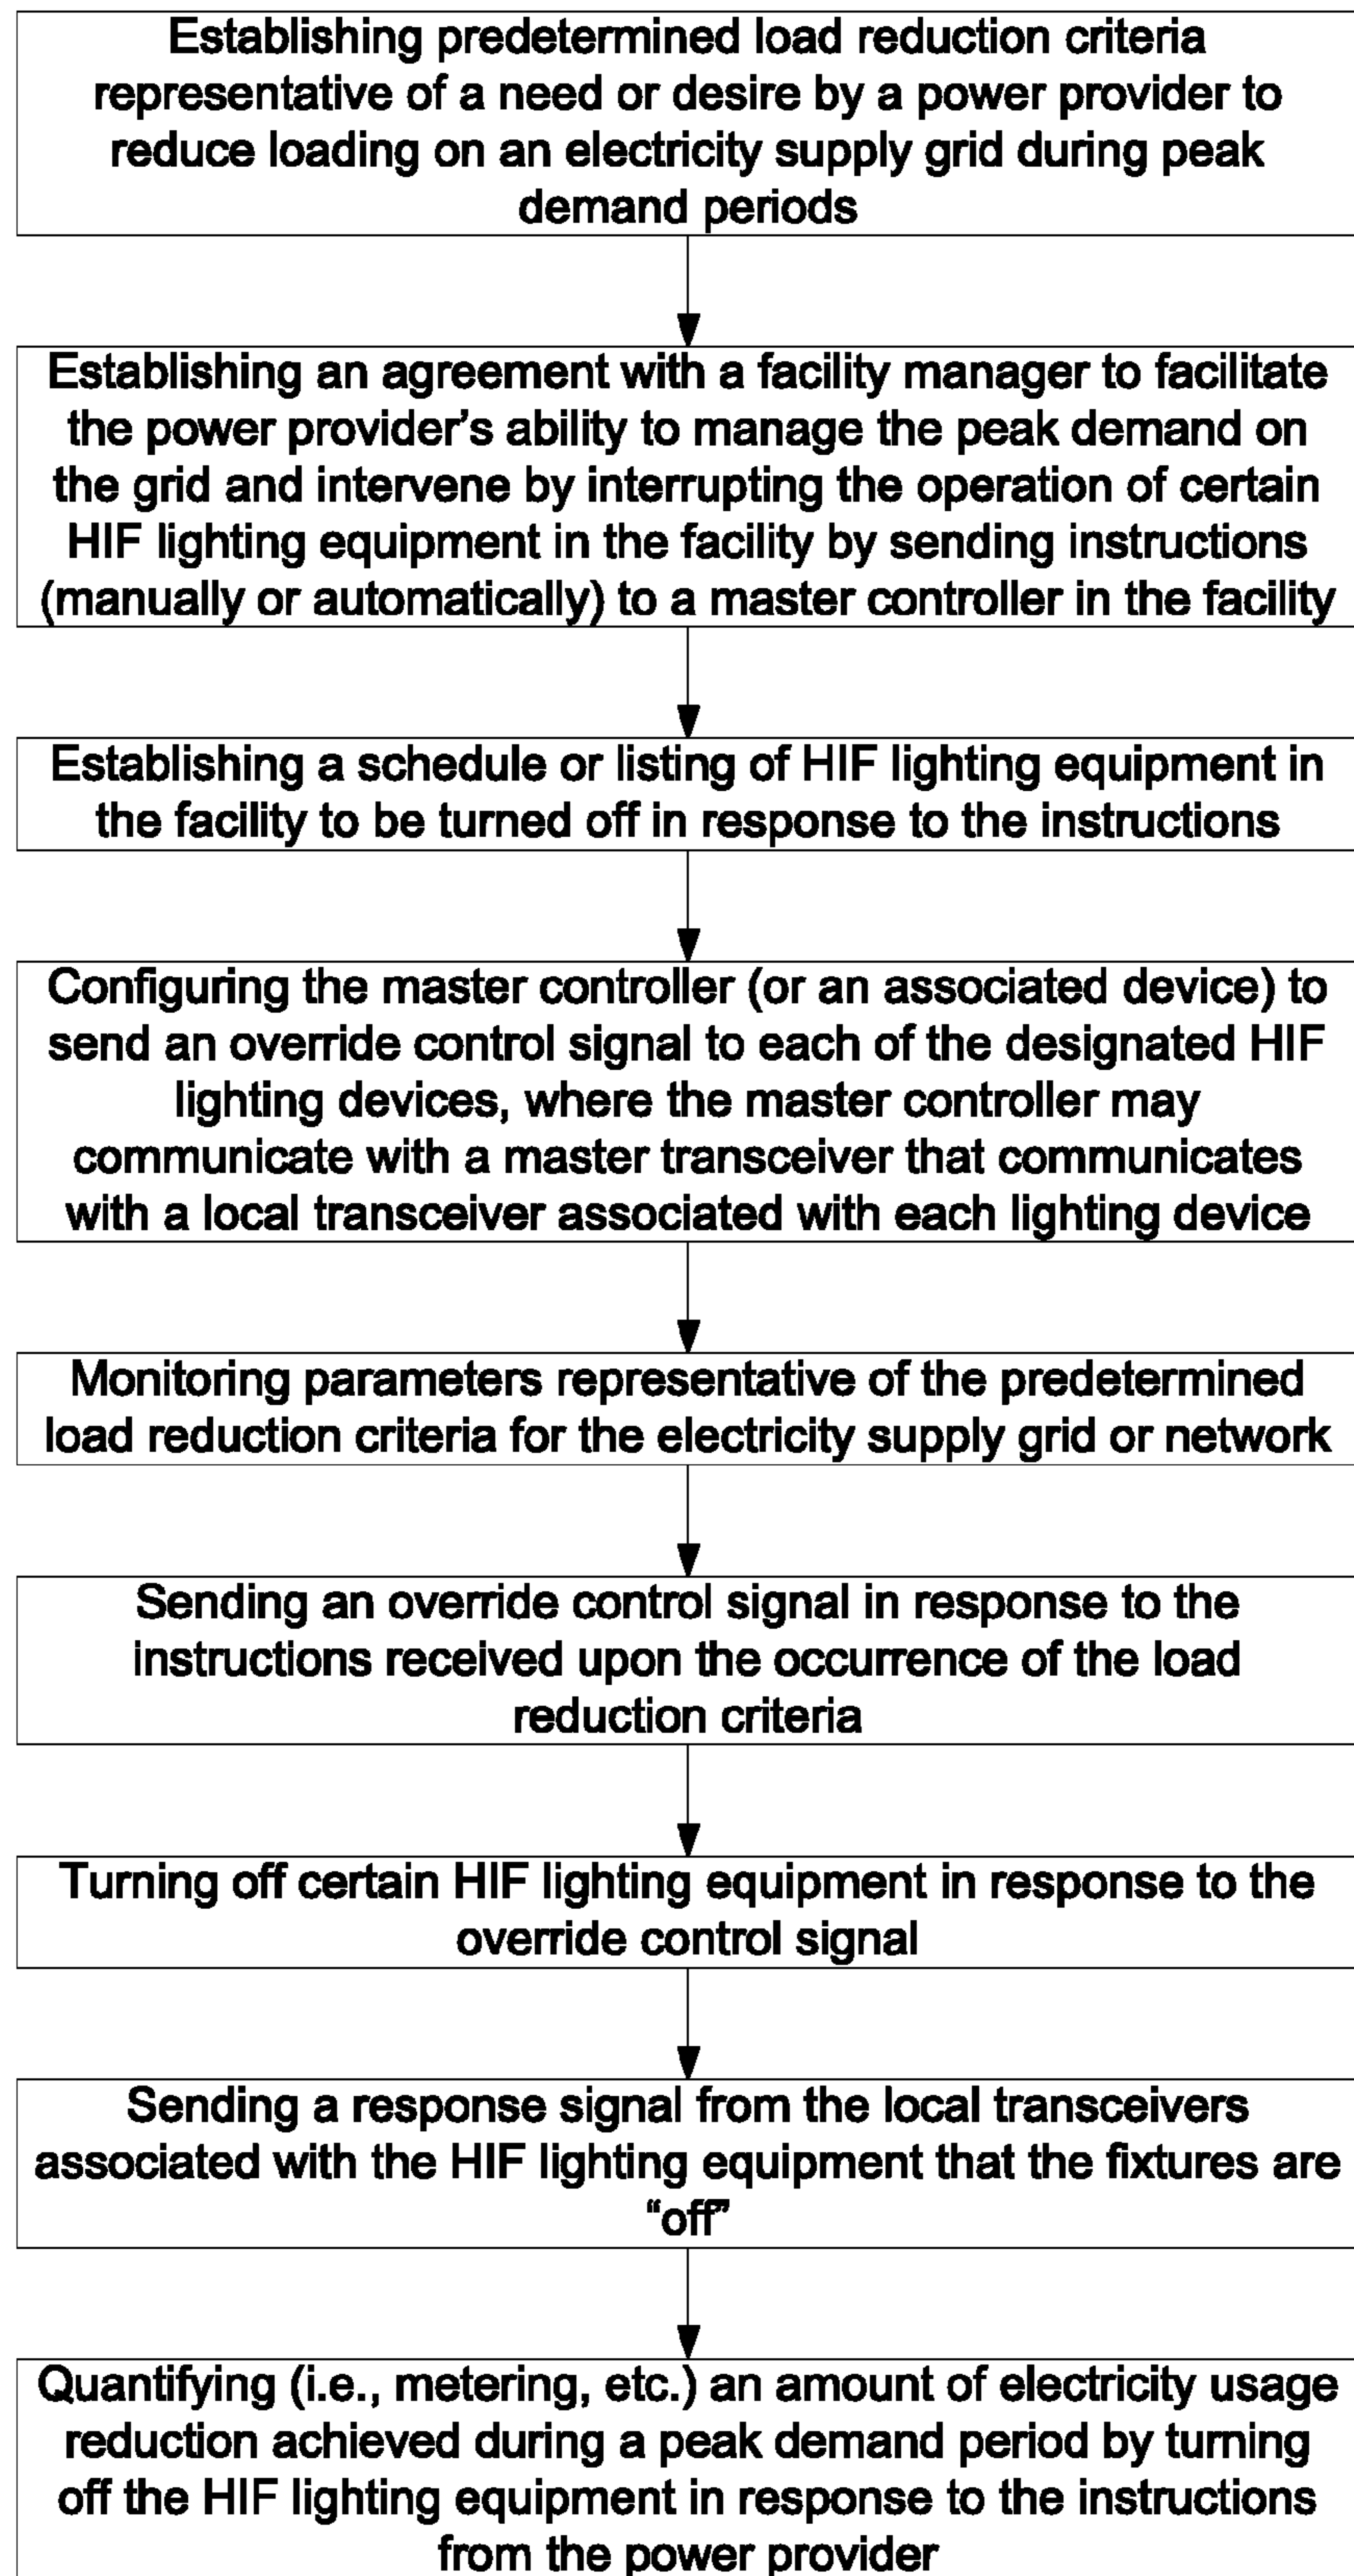 Establishing predetermined load reduction criteria
representative of a need or desire by a power provider to
reduce loading on an electricity supply grid during peak
demand periods
Establishing an agreement with a facility manager to facilitate
the power provider’s ability to manage the peak demand on
the grid and intervene by interrupting the operation of certain
HIF lighting equipment in the facility by sending instructions
(manually or automatically) to a master controller in the facility
Establishing a schedule or listing of HIF lighting equipment in
the facility to be turned off in response to the instructions
Configuring the master controller (or an associated device) to
send an override control signal to each of the designated HIF
lighting devices, where the master controller may
communicate with a master transceiver that communicates
with a local transceiver associated with each lighting device
Monitoring parameters representative of the predetermined
load reduction criteria for the electricity supply grid or network
Sending an override control signal in response to the
instructions received upon the occurrence of the load
reduction criteria
Turning off certain HIF lighting equipment in response to the
override control signal
Sending a response signal from the local transceivers
associated with the HIF lighting equipment that the fixtures are
“off”
Quantifying (i.e., metering, etc.) an amount of electricity usage
reduction achieved during a peak demand period by turning
off the HIF lighting equipment in response to the instructions
from the power provider